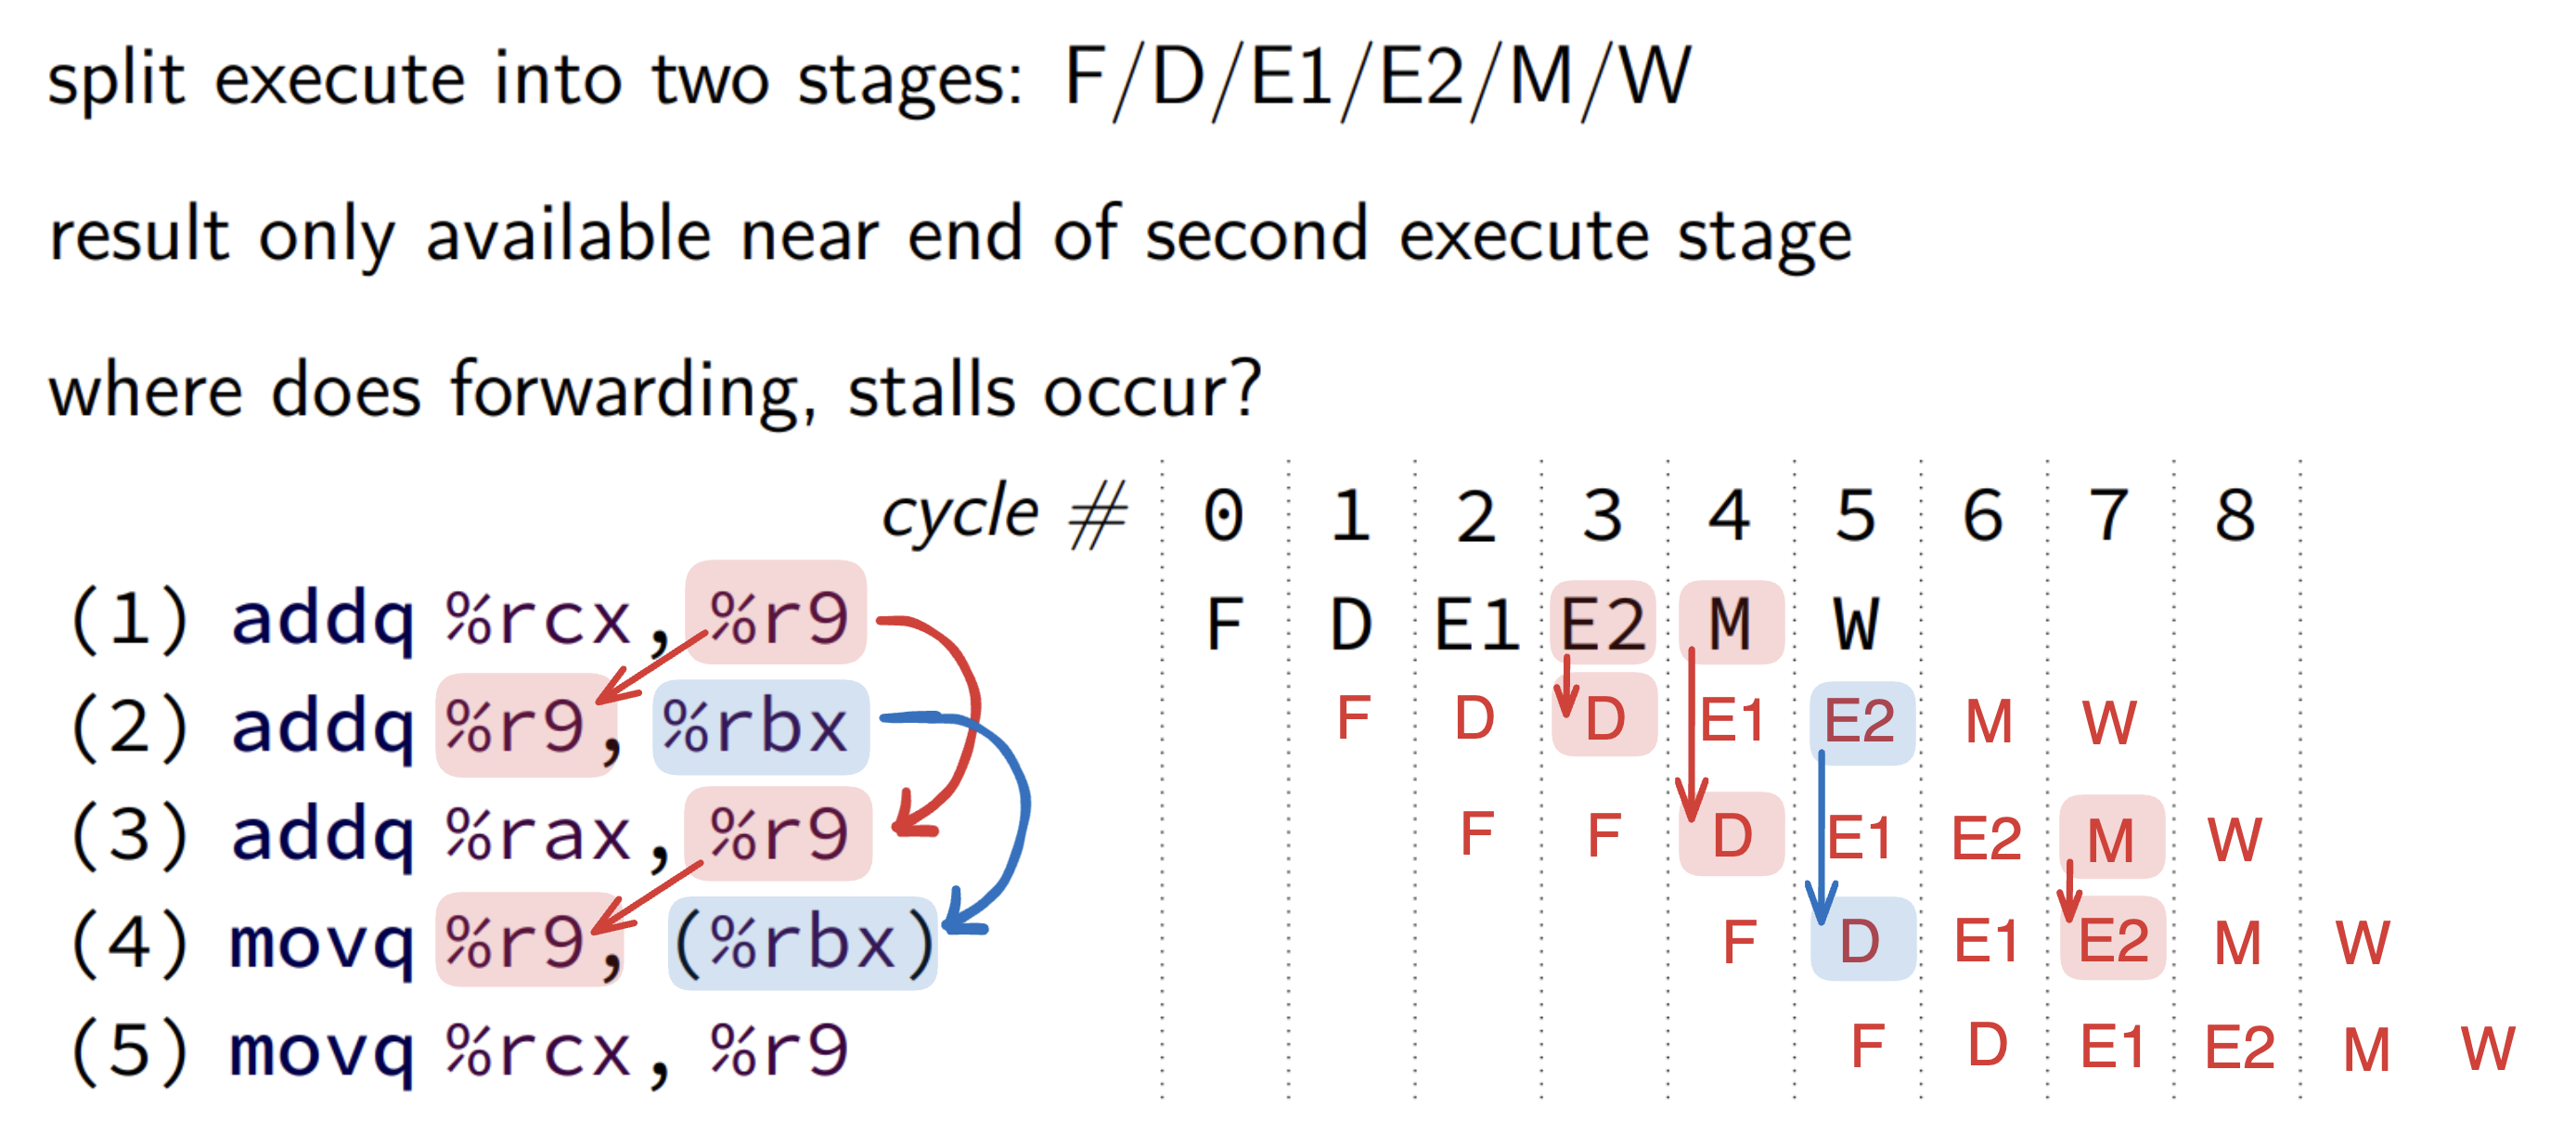 split execute into two stages: F/D/E1/E2/M/W
result only available near end of second execute stage
where does forwarding, stalls occur?
cycle # 0 1 2 3 4 5 6 7 8
(1) addq %rcx, %r9 F D E1 E2 M W
(2) addq %r9, %rbx F D D E1 E2 M W
(3) addq %rax, %r9 F F D E1 E2 M W
(4) movq %r9, (%rbx) F D E1 E2 M W
(5) movq %rcx, %r9 F D E1 E2 M W